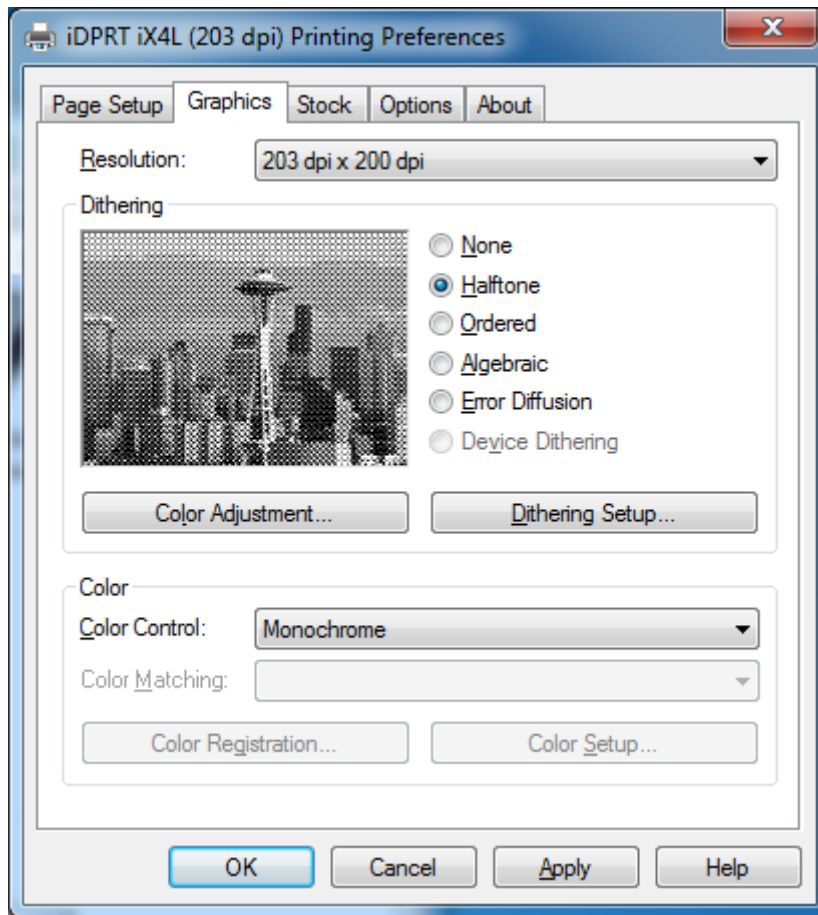 iDPRT iX4L (203 dpi) Printing Preferences
Page Setup Graphics Stock Options About
Resolution: 203 dpi x 200 dpi
Dithering
None
Halftone
Ordered
Algebraic
Error Diffusion
Device Dithering
Color Adjustment... Dithering Setup...
Color
Color Control: Monochrome
Color Matching:
Color Registration... Color Setup...
OK Cancel Apply Help